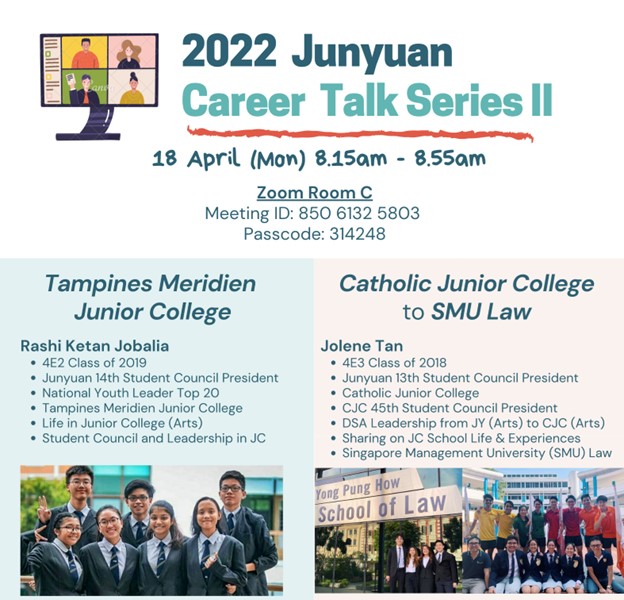 2022 Junyuan
Career Talk Series II
18 April (Mon) 8.15am - 8.55am
Zoom Room C
Meeting ID: 850 6132 5803
Passcode: 314248
Tampines Meridien
Junior College
Rashi Ketan Jobalia
• 4E2 Class of 2019
• Junyuan 14th Student Council President
• National Youth Leader Top 20
• Tampines Meridien Junior College
• Life in Junior College (Arts)
• Student Council and Leadership in JC
Catholic Junior College
to SMU Law
Jolene Tan
• 4E3 Class of 2018
• Junyuan 13th Student Council President
• Catholic Junior College
• CJC 45th Student Council President
• DSA Leadership from JY (Arts) to CJC (Arts)
• Sharing on JC School Life & Experiences
• Singapore Management University (SMU) Law
Yong Pung How
School of Law